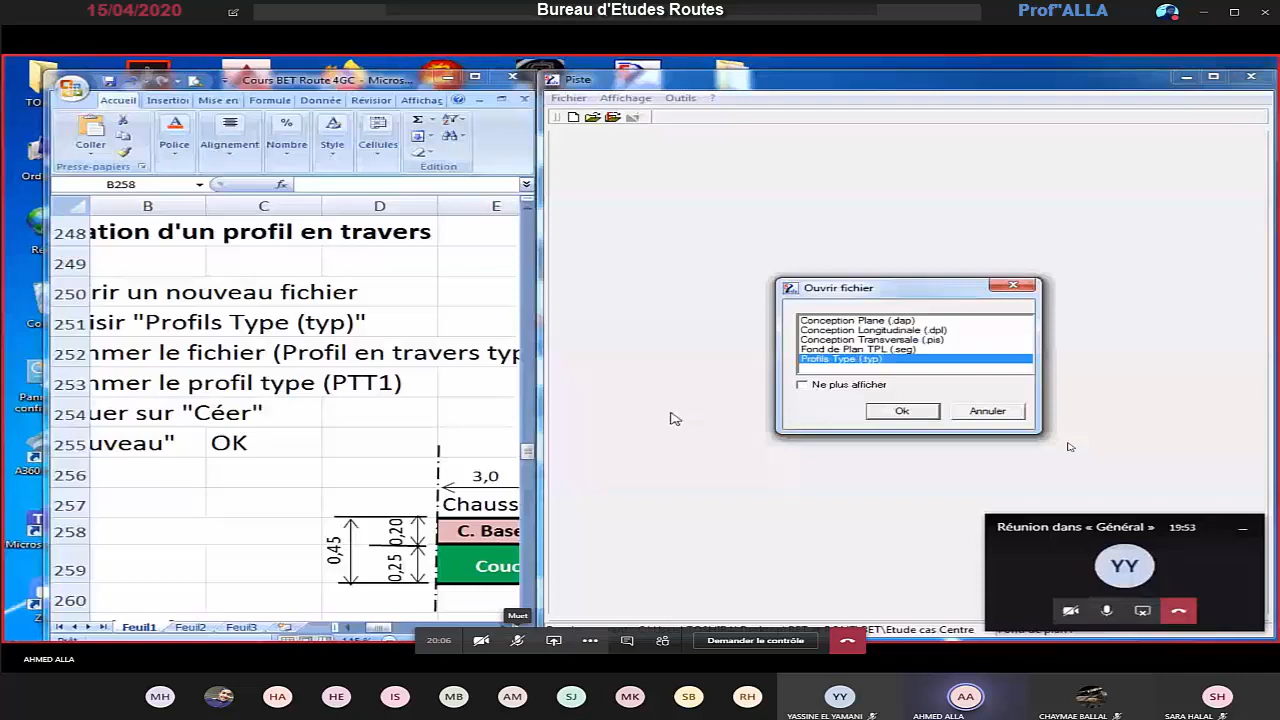 15/04/2020
Bureau d'Etudes Routes
Prof"ALLA
Cours BET Route 4GC - Micros...
Accueil Insertion Mise en Formule Donnée Révision Affichag
Coller
Police
Alignement
Nombre
Style
Cellules
Presse-papiers
Edition
B258
fx
B C D E
248 ation d'un profil en travers
249
250 rir un nouveau fichier
251 isir "Profils Type (typ)"
252 mmer le fichier (Profil en travers typ
253 mmer le profil type (PTT1)
254 uer sur "Céer"
255 uveau" OK
256 3,0
257 Chauss
258 0,20 C. Base
0,45
259 0,25 Couc
260
Feuil1 Feuil2 Feuil3
Piste
Fichier Affichage Outils ?
Ouvrir fichier
Conception Plane (.dap)
Conception Longitudinale (.dpl)
Conception Transversale (.pis)
Fond de Plan TPL (.seg)
Profils Type (.typ)
Ne plus afficher
Ok
Annuler
Réunion dans « Général » 19:53
YY
Muet
20:06
Demander le contrôle
AHMED ALLA
MH HA HE IS MB AM SJ MK SB RH YY AA SH
YASSINE EL YAMANI
AHMED ALLA
CHAYMAE BALLAL
SARA HALAL